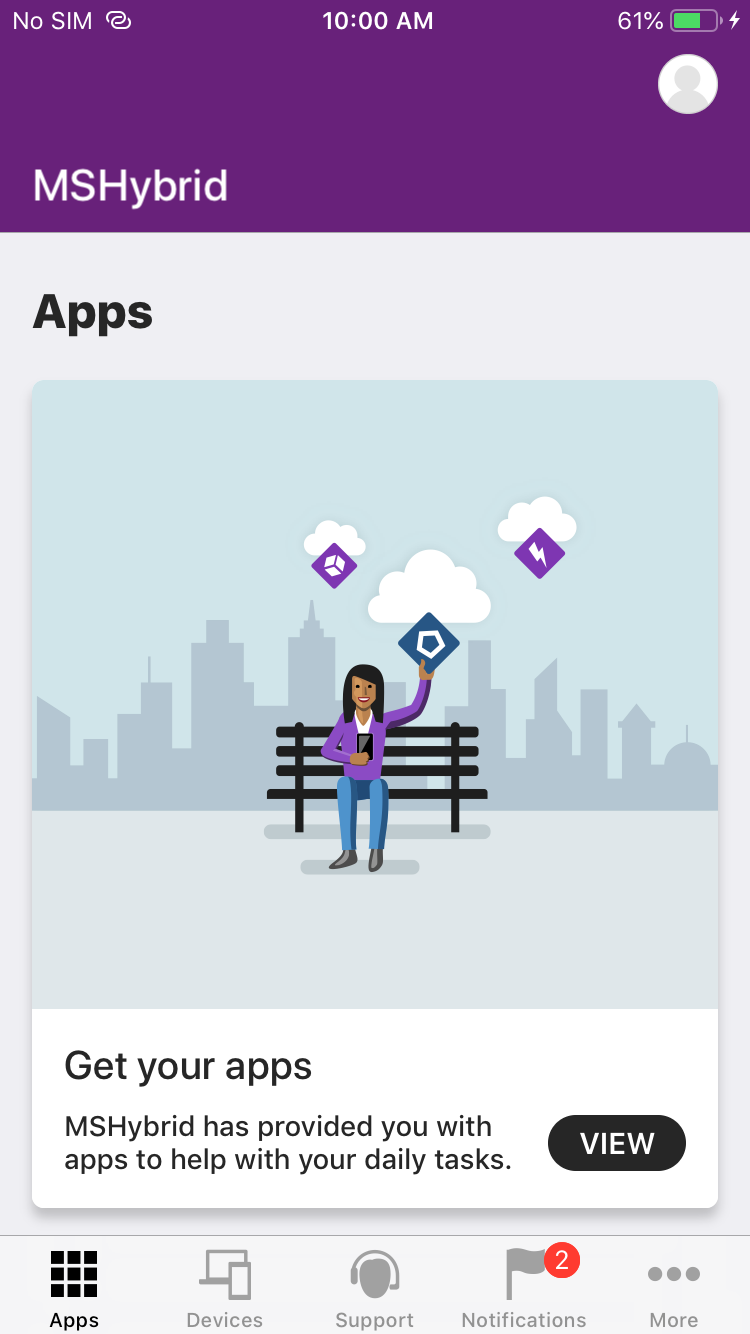 No SIM 10:00 AM 61%
MSHybrid
Apps
Get your apps
MSHybrid has provided you with
apps to help with your daily tasks.
VIEW
2
Apps Devices Support Notifications More